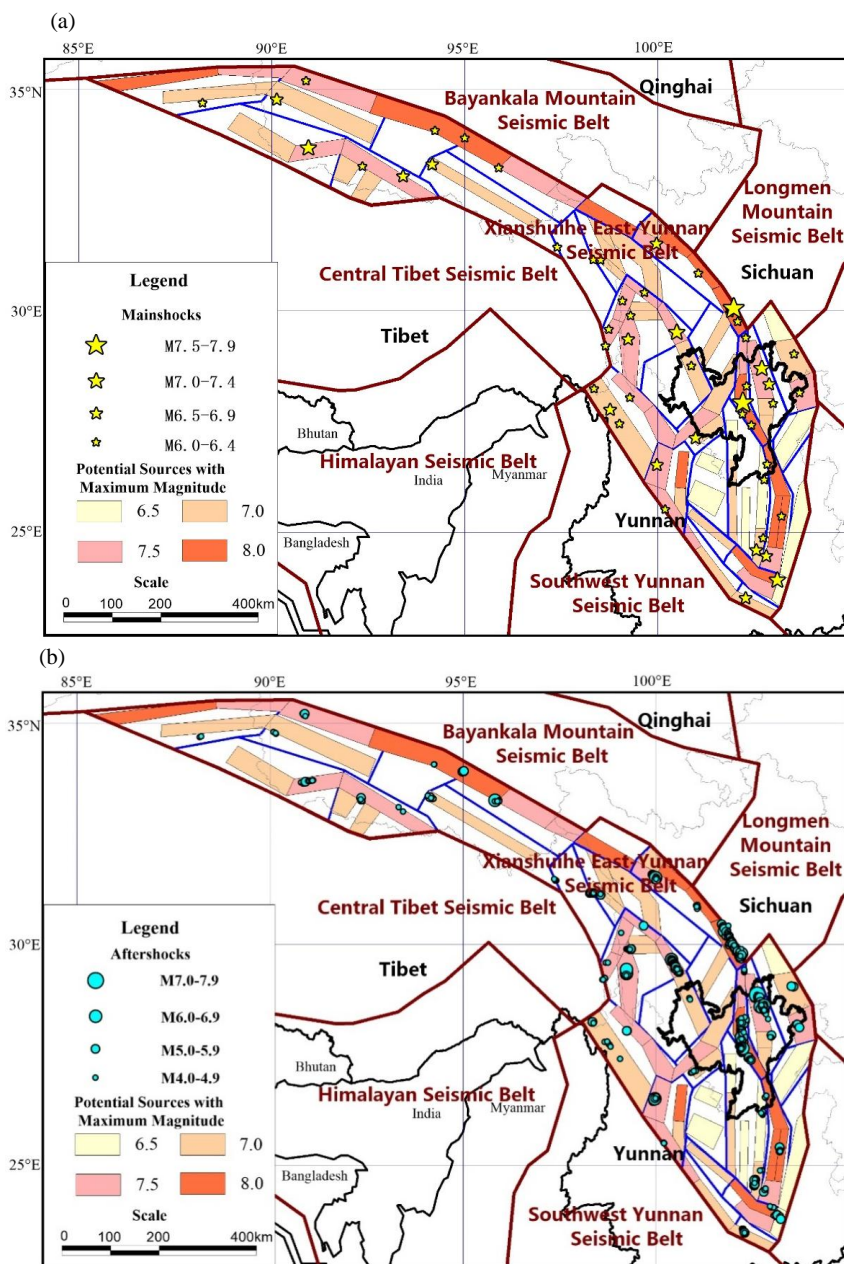 (a)
85°E 90°E 95°E 100°E
35°N
Qinghai
Bayankala Mountain
Seismic Belt
Longmen
Mountain
Seismic Belt
Xianshuihe East-Yunnan
Seismic Belt
Central Tibet Seismic Belt
Sichuan
30°E
Tibet
Legend
Mainshocks
M7.5-7.9
M7.0-7.4
M6.5-6.9
M6.0-6.4
Potential Sources with
Maximum Magnitude
6.5 7.0
7.5 8.0
Scale
0 100 200 400km
Bhutan
Himalayan Seismic Belt
India
Myanmar
Bangladesh
25°E
Yunnan
Southwest Yunnan
Seismic Belt
(b)
85°E 90°E 95°E 100°E
35°N
Qinghai
Bayankala Mountain
Seismic Belt
Longmen
Mountain
Seismic Belt
Xianshuihe East-Yunnan
Seismic Belt
Central Tibet Seismic Belt
Sichuan
30°E
Tibet
Legend
Aftershocks
M7.0-7.9
M6.0-6.9
M5.0-5.9
M4.0-4.9
Potential Sources with
Maximum Magnitude
6.5 7.0
7.5 8.0
Scale
0 100 200 400km
Bhutan
Himalayan Seismic Belt
India
Myanmar
Bangladesh
25°E
Yunnan
Southwest Yunnan
Seismic Belt